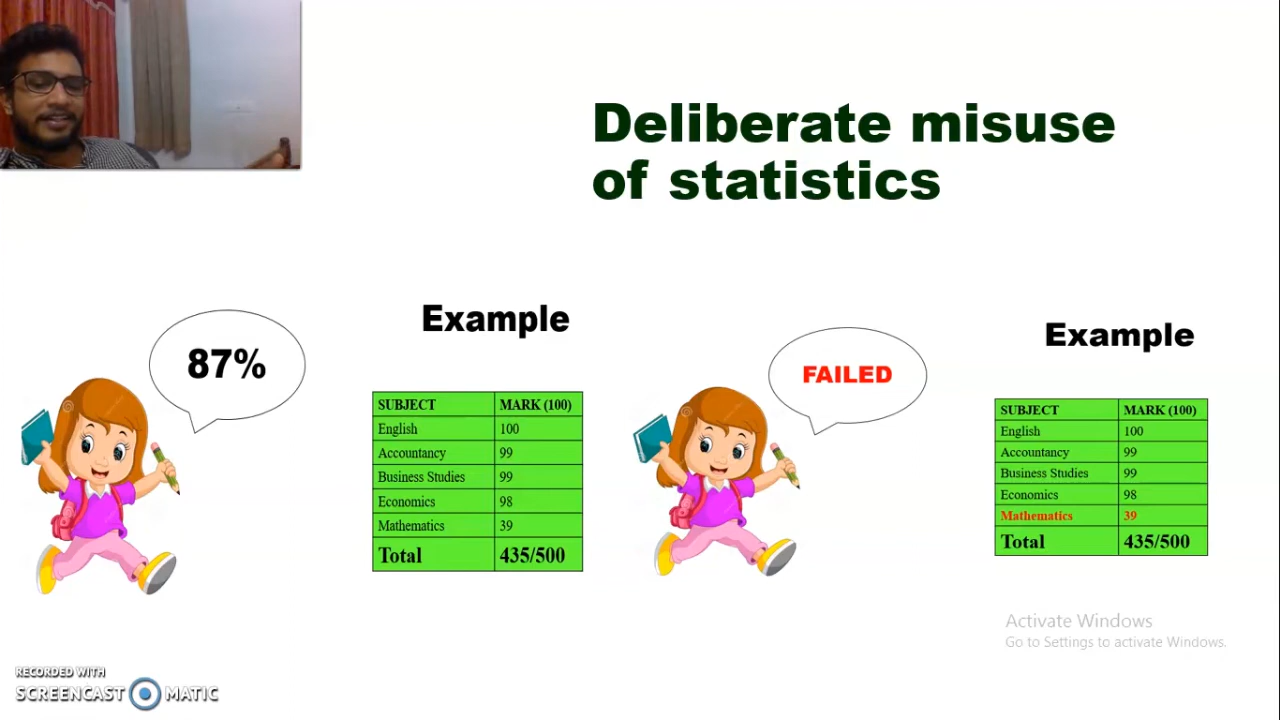 Deliberate misuse
of statistics
87%
Example
SUBJECT MARK (100)
English 100
Accountancy 99
Business Studies 99
Economics 98
Mathematics 39
Total 435/500
FAILED
Example
SUBJECT MARK (100)
English 100
Accountancy 99
Business Studies 99
Economics 98
Mathematics 39
Total 435/500
Activate Windows
Go to Settings to activate Windows.
RECORDED WITH
SCREENCAST MATIC